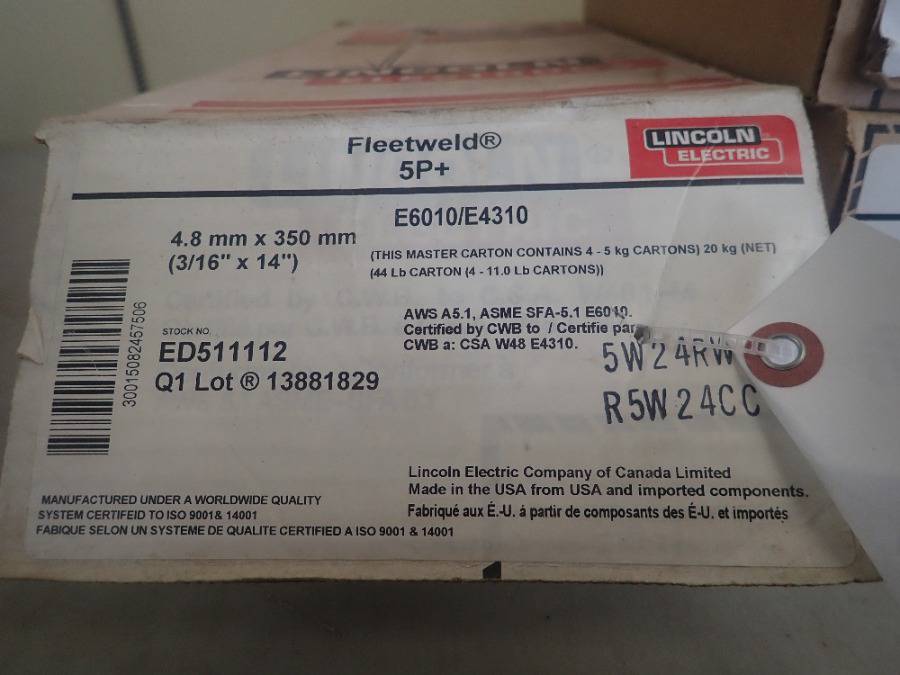 LINCOLN
Fleetweld®
5P+
LINCOLN
ELECTRIC
E6010/E4310
4.8 mm x 350 mm
(3/16" x 14")
(THIS MASTER CARTON CONTAINS 4 - 5 kg CARTONS) 20 kg (NET)
(44 Lb CARTON (4 - 11.0 Lb CARTONS))
AWS A5.1, ASME SFA-5.1 E6010.
Certified by CWB to / Certifie par
CWB a: CSA W48 E4310.
STOCK NO.
ED511112
Q1 Lot ® 13881829
30015082457506
5W24RW
R5W24CC
Lincoln Electric Company of Canada Limited
Made in the USA from USA and imported components.
Fabriqué aux É.-U. á partir de composants des É-U. et importés
MANUFACTURED UNDER A WORLDWIDE QUALITY
SYSTEM CERTIFEID TO ISO 9001& 14001
FABIQUE SELON UN SYSTEME DE QUALITE CERTIFIED A ISO 9001 & 14001